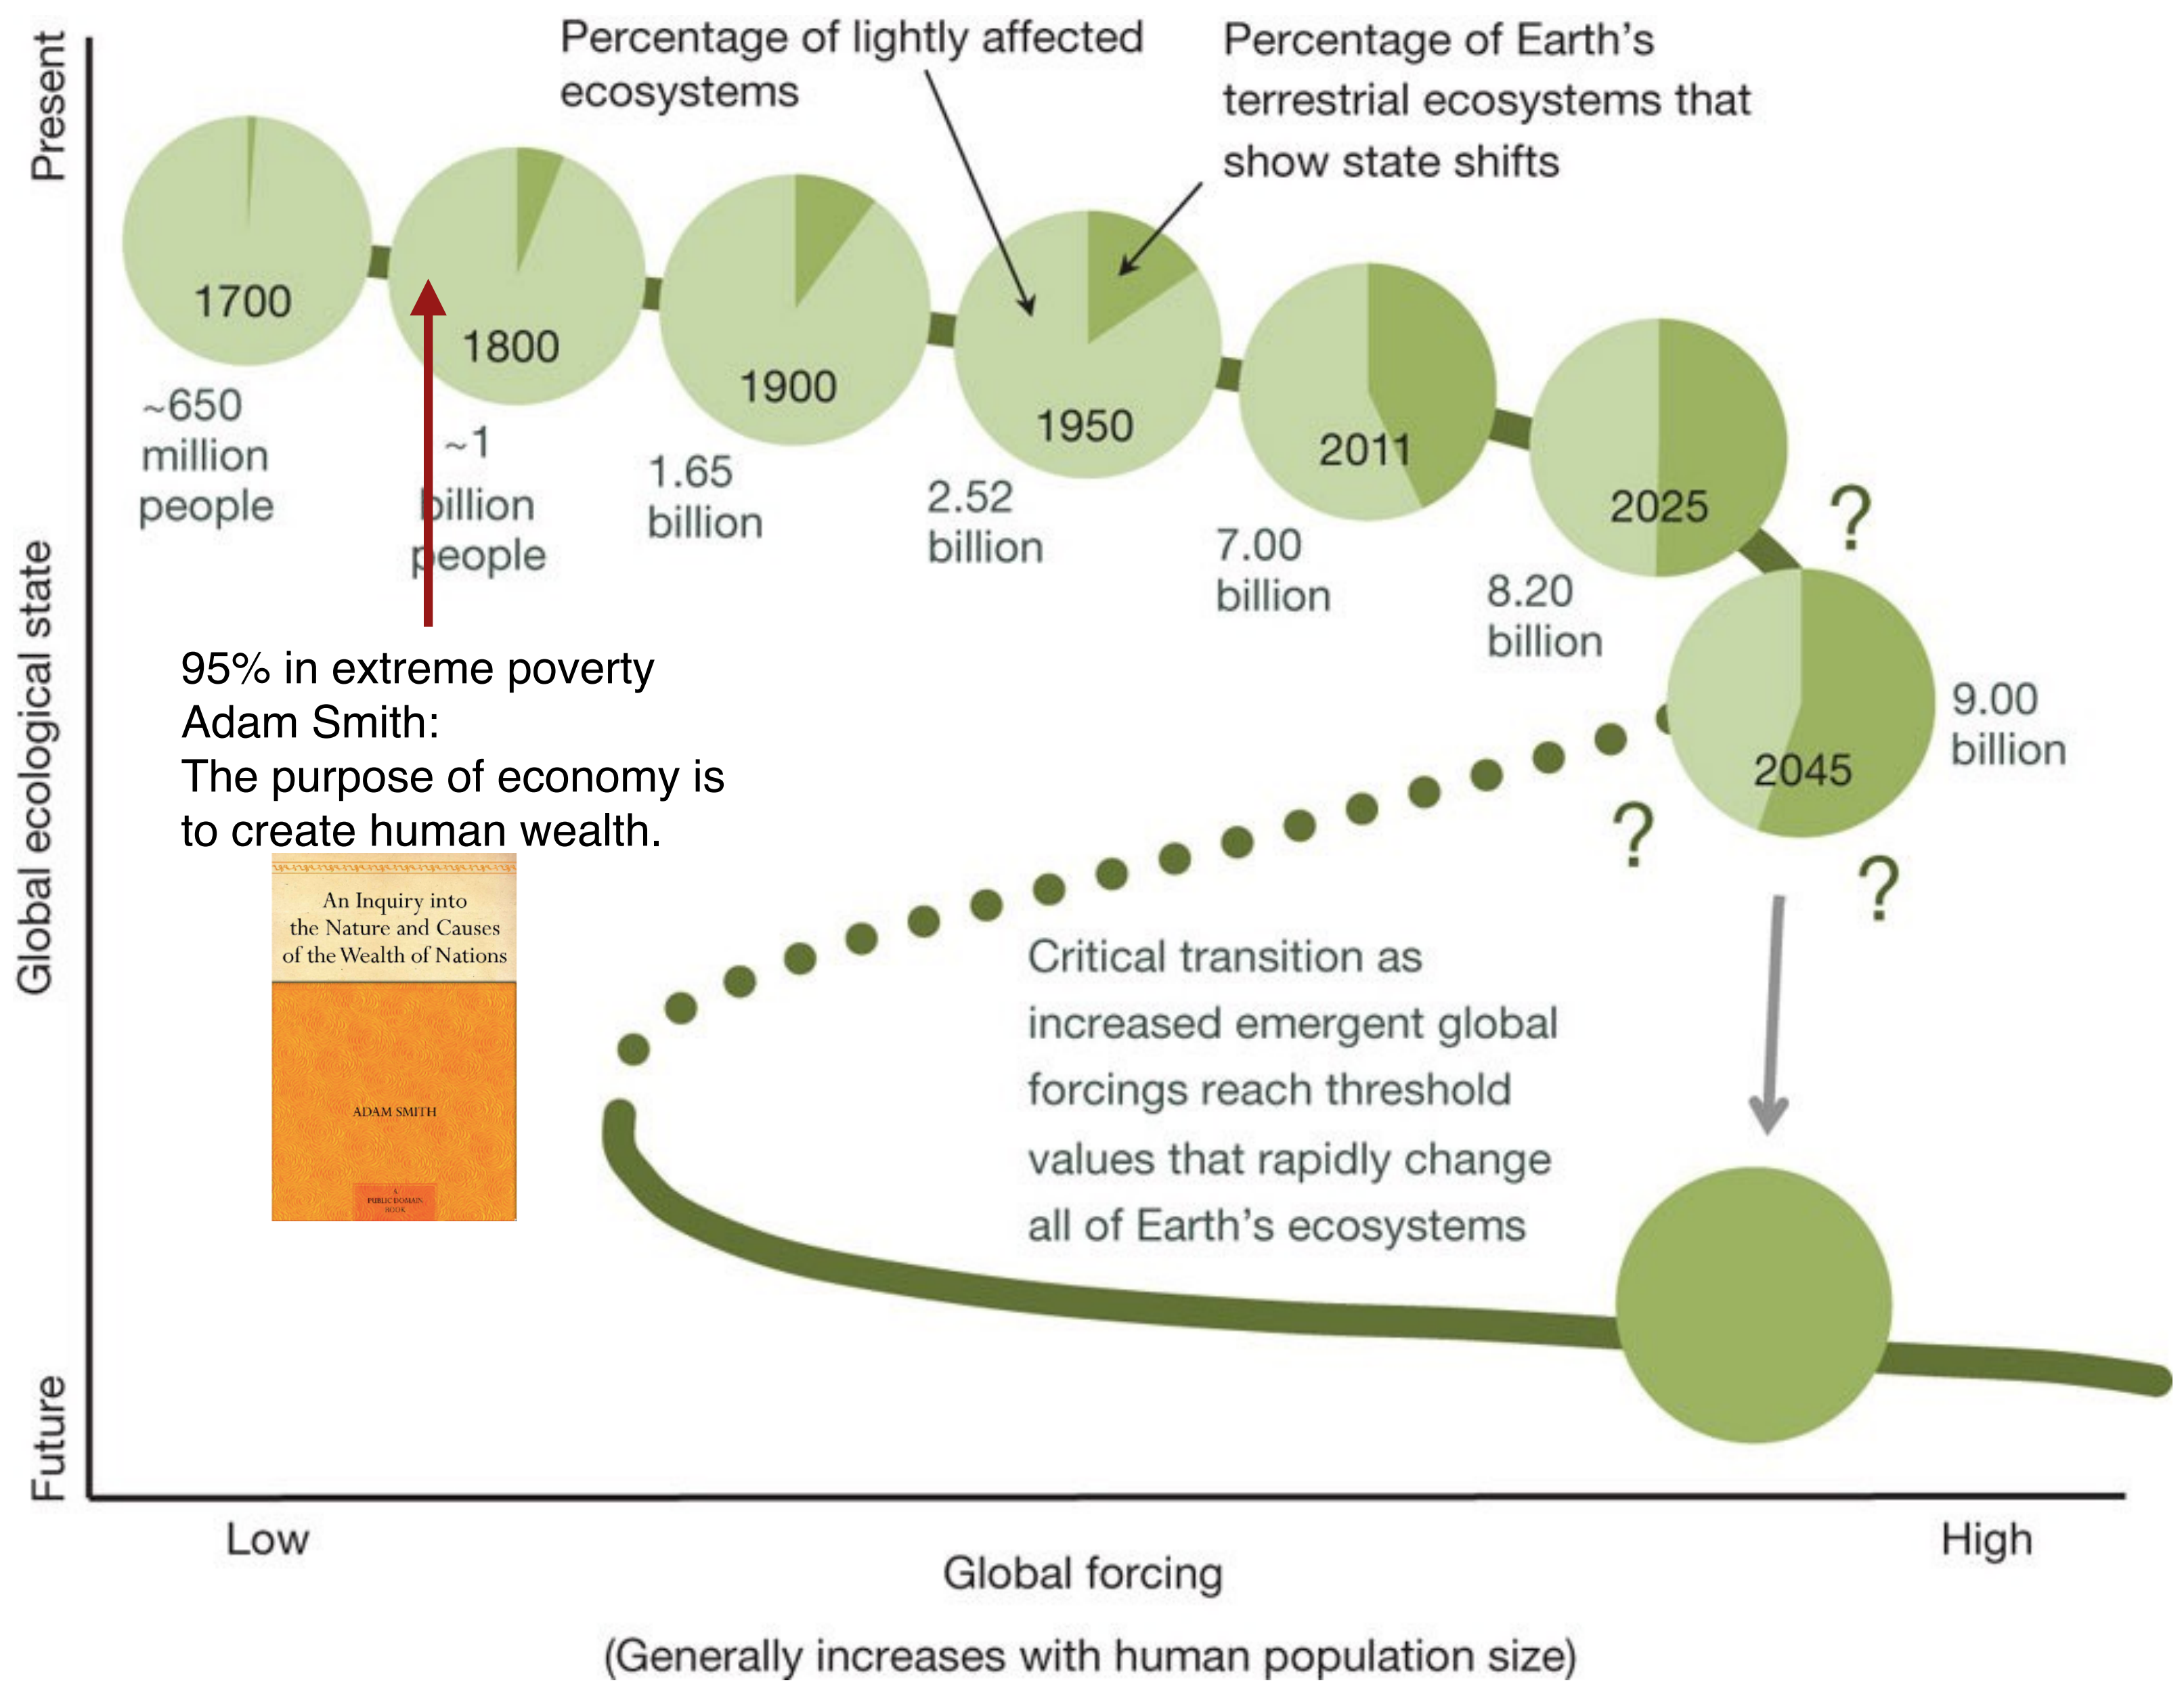 Percentage of lightly affected
ecosystems
Percentage of Earth's
terrestrial ecosystems that
show state shifts
Present
Global ecological state
Future
1700
1800
1900
1950
2011
2025
2045
~650
million
people
~1
billion
people
1.65
billion
2.52
billion
7.00
billion
8.20
billion
9.00
billion
?
?
?
95% in extreme poverty
Adam Smith:
The purpose of economy is
to create human wealth.
An Inquiry into
the Nature and Causes
of the Wealth of Nations
ADAM SMITH
A
PUBLIC DOMAIN
BOOK
Critical transition as
increased emergent global
forcings reach threshold
values that rapidly change
all of Earth's ecosystems
Low
High
Global forcing
(Generally increases with human population size)